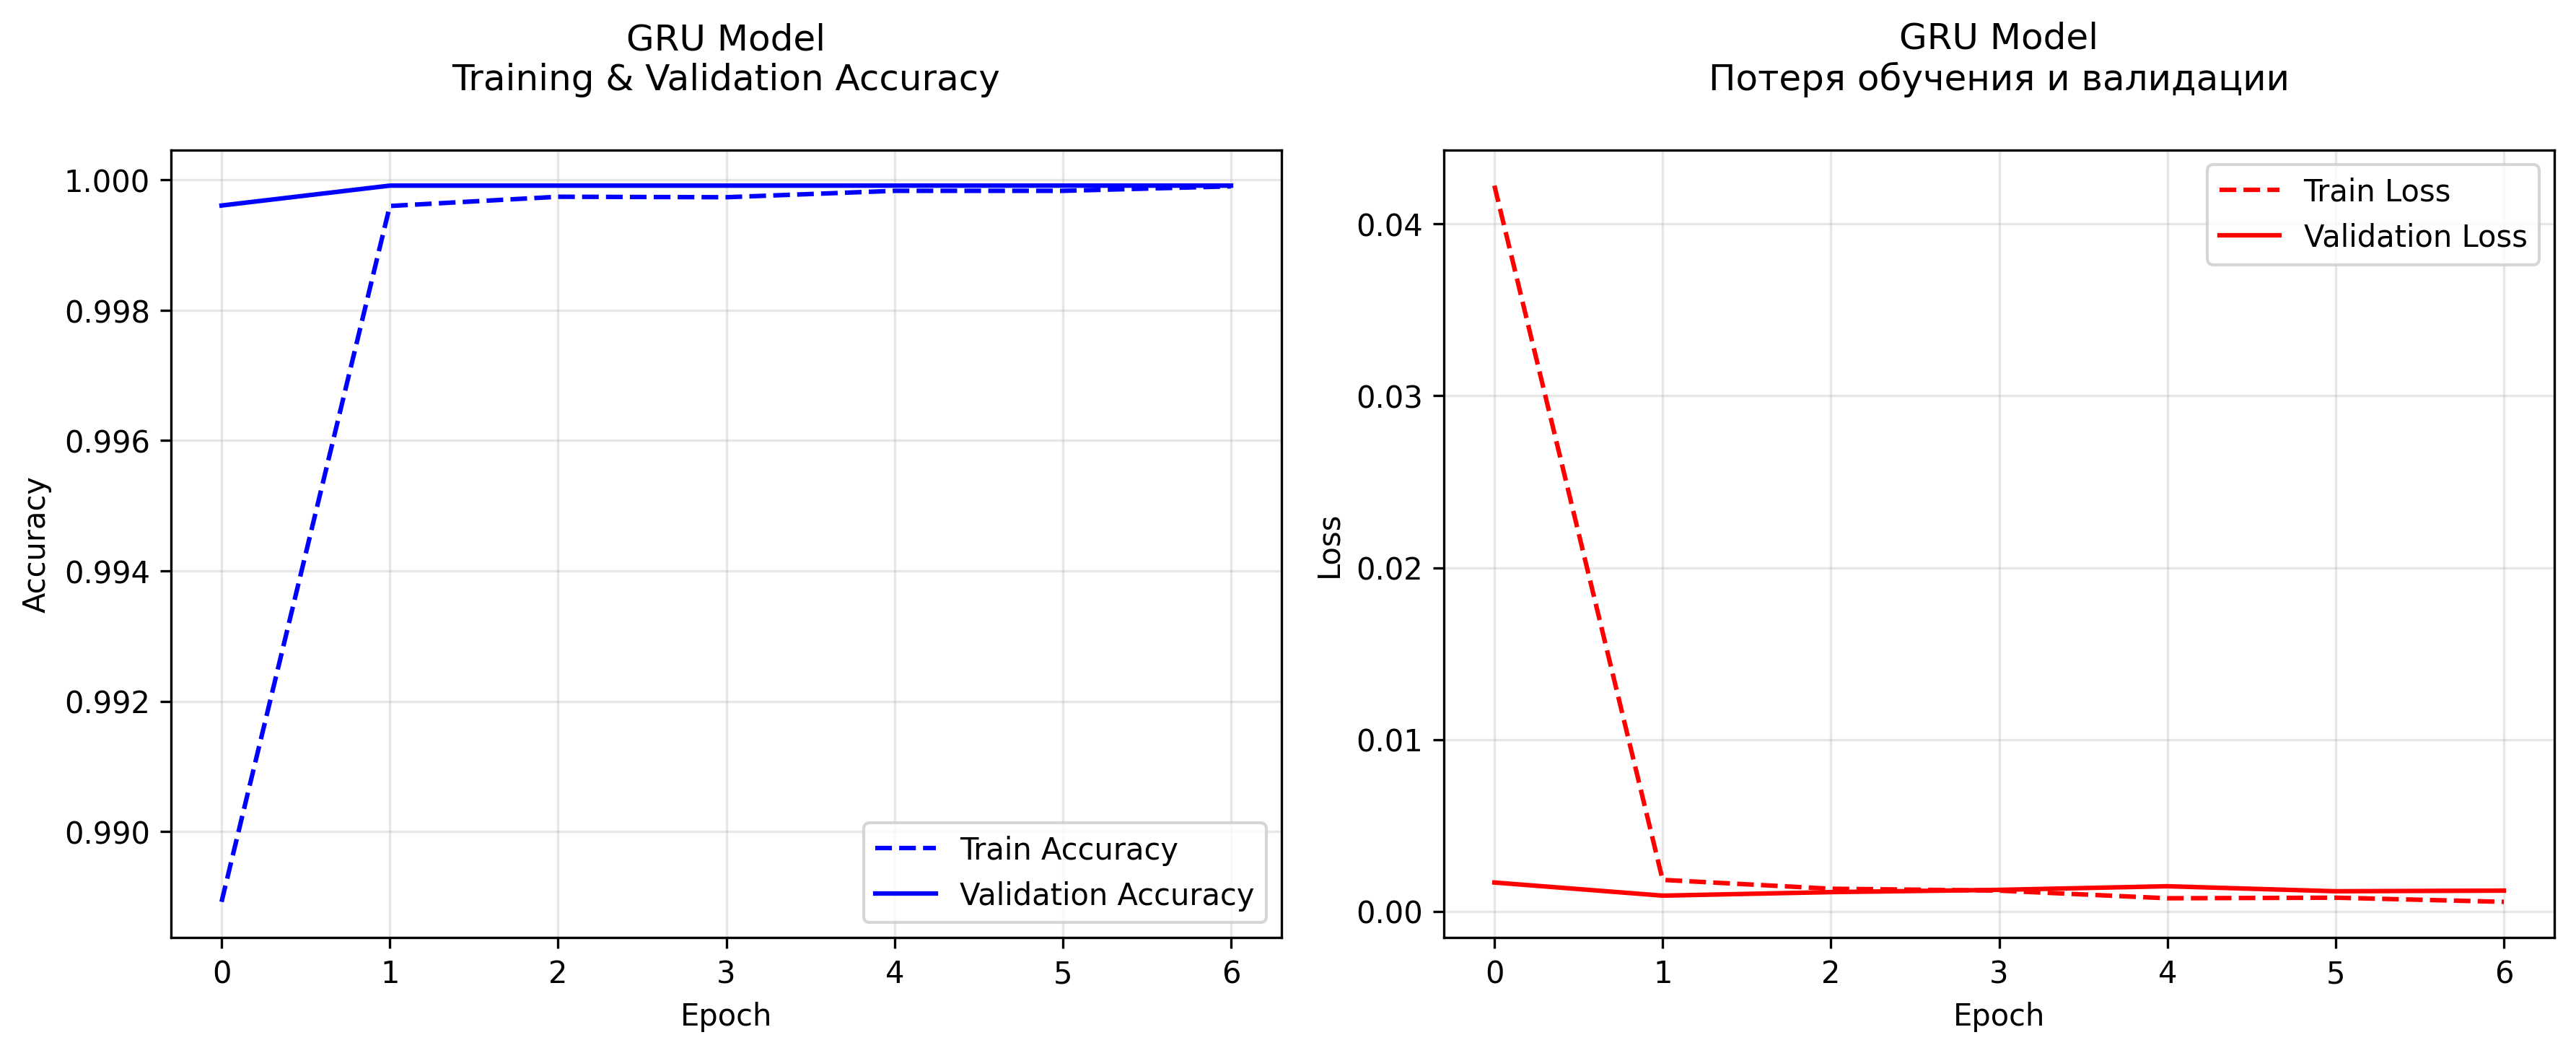 GRU Model
Training & Validation Accuracy
1.000
0.998
0.996
0.994
0.992
0.990
Accuracy
Train Accuracy
Validation Accuracy
0 1 2 3 4 5 6
Epoch
GRU Model
Потеря обучения и валидации
0.04
0.03
0.02
0.01
0.00
Loss
Train Loss
Validation Loss
0 1 2 3 4 5 6
Epoch